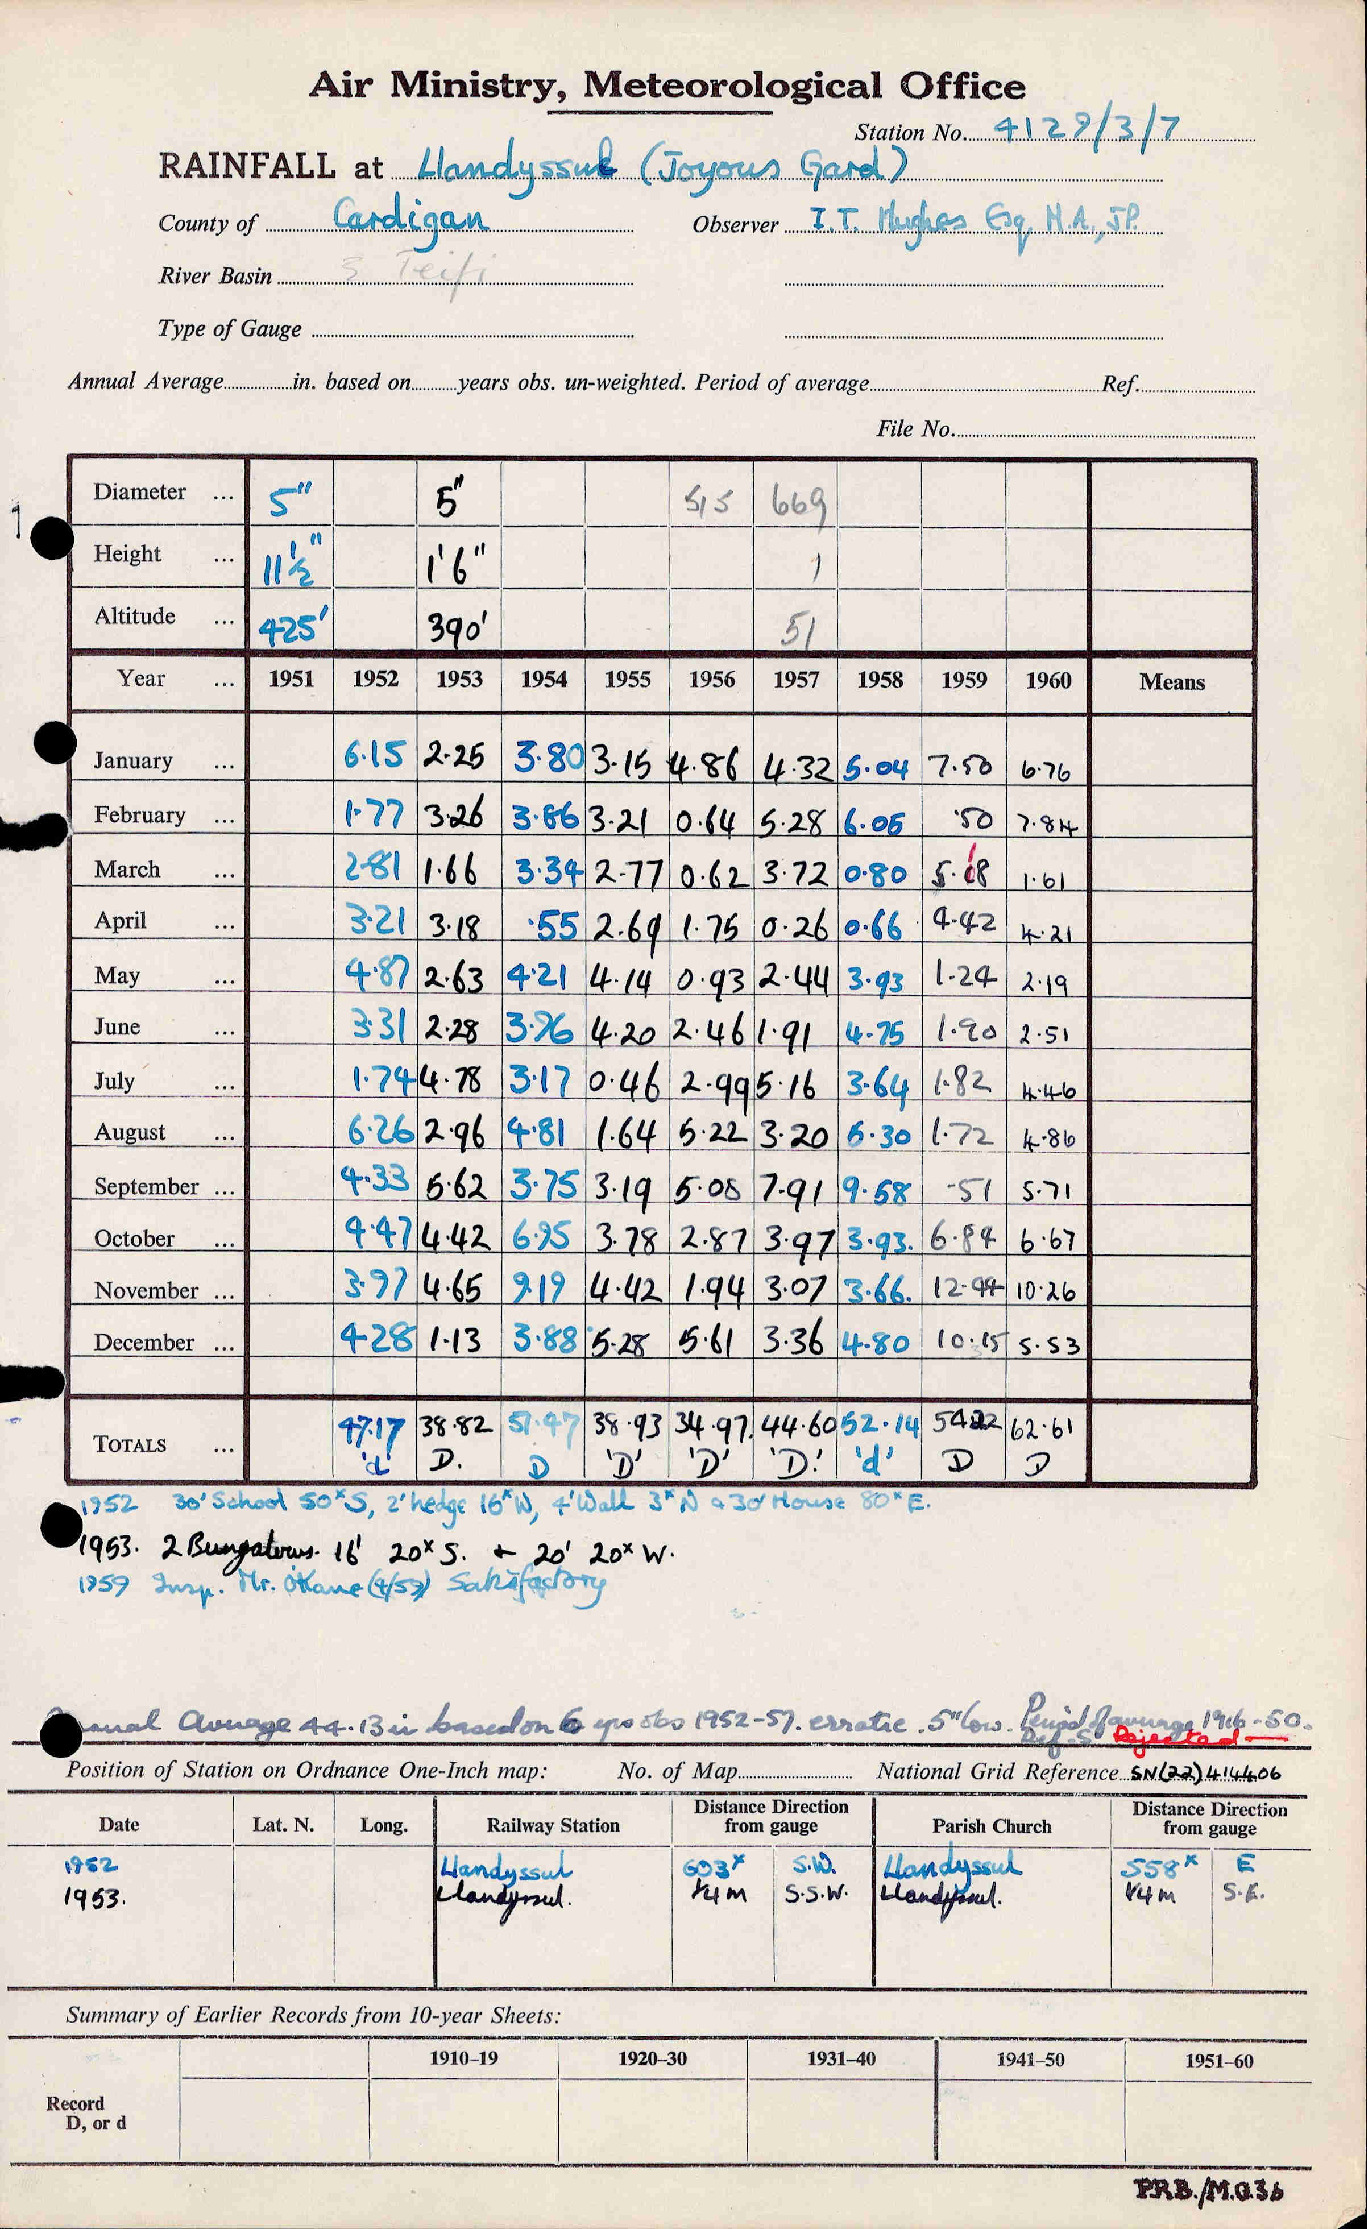 Air Ministry, Meteorological Office
Station No. 4129/3/7
RAINFALL at Llandyssul (Joyous Gard)
County of Cardigan Observer I.T. Hughes Esq, M.A., J.P.
River Basin Teifi
Type of Gauge
Annual Average in. based on years obs. un-weighted. Period of average Ref.
File No.
Diameter ... 5" 5" 515 669
Height ... 11½" 1'6" 1
Altitude ... 425' 390' 51
Year ... 1951 1952 1953 1954 1955 1956 1957 1958 1959 1960 Means
January ... 6.15 2.25 3.80 3.15 4.86 4.32 5.04 7.50 6.76
February ... 1.77 3.26 3.86 3.21 0.64 5.28 6.05 .50 7.84
March ... 2.81 1.66 3.34 2.77 0.62 3.72 0.80 5.68 1.61
April ... 3.21 3.18 .55 2.69 1.75 0.26 0.66 4.42 4.21
May ... 4.87 2.63 4.21 4.14 0.93 2.44 3.93 1.24 2.19
June ... 3.31 2.28 3.96 4.20 2.46 1.91 4.75 1.90 2.51
July ... 1.74 4.78 3.17 0.46 2.99 5.16 3.64 1.82 4.46
August ... 6.26 2.96 4.81 1.64 5.22 3.20 5.30 1.72 4.86
September ... 4.33 5.62 3.75 3.19 5.08 7.91 9.58 .51 5.71
October ... 4.47 4.42 6.95 3.78 2.87 3.97 3.93. 6.84 6.67
November ... 3.97 4.65 9.19 4.42 1.94 3.07 3.66. 12.44 10.26
December ... 4.28 1.13 3.88 5.28 5.61 3.36 4.80 10.15 5.53
TOTALS ... 47.17 38.82 51.47 38.93 34.97. 44.60 52.14 54.22 62.61
'd' D. D 'D' 'D' 'D.' 'd' D D
1952 30' School 50ˣ S, 2' hedge 16ˣ W, 4' Wall 3ˣ N & 30' House 80ˣ E.
1953. 2 Bungalows. 16' 20ˣ S. & 20' 20ˣ W.
1959 Insp. Mr. O'Kane (4/59) Satisfactory
Annual Average 44.13 in based on 6 yrs obs 1952-57. erratic. 5" low. Period of average 1916-50.
Ref. S Rejected
Position of Station on Ordnance One-Inch map: No. of Map National Grid Reference SN(22)414406
Date Lat. N. Long. Railway Station Distance Direction from gauge Parish Church Distance Direction from gauge
1952 Llandyssul 603ˣ S.W. Llandyssul 558ˣ E
1953. Llandyssul. ¼ m S.S.W. Llandyssul. ¼ m S.E.
Summary of Earlier Records from 10-year Sheets:
1910–19 1920–30 1931–40 1941–50 1951–60
Record
D, or d
P.R.B./M.O.36